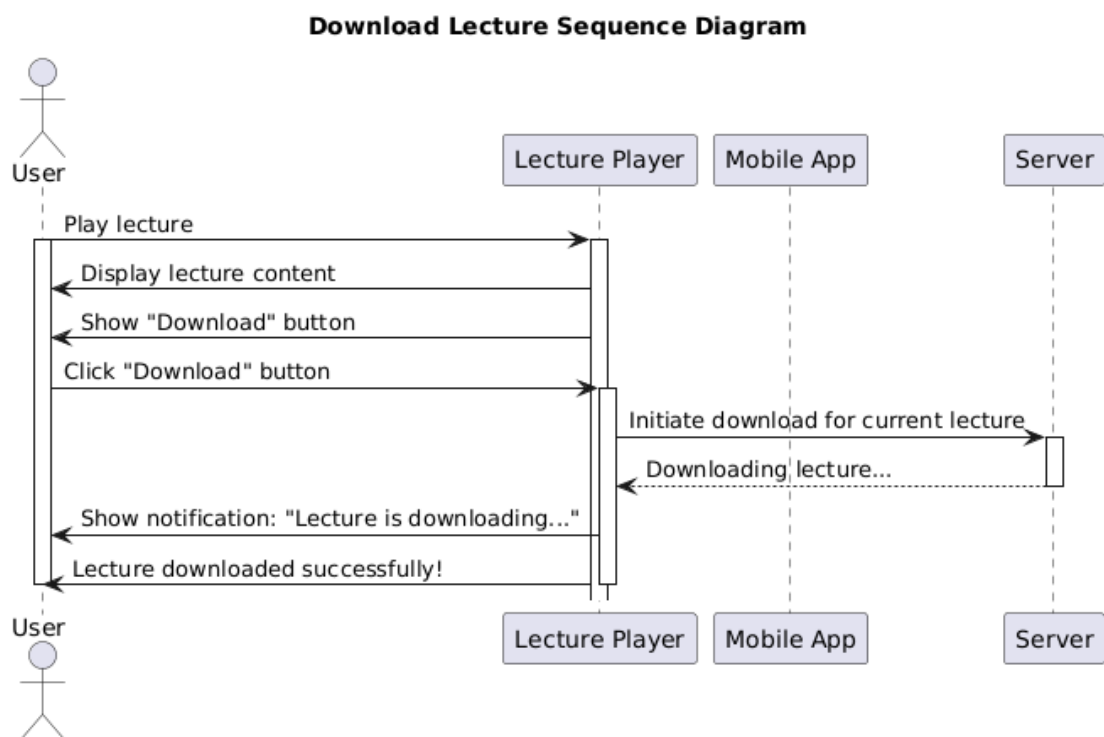 Download Lecture Sequence Diagram
User
Lecture Player
Mobile App
Server
Play lecture
Display lecture content
Show "Download" button
Click "Download" button
Initiate download for current lecture
Downloading lecture...
Show notification: "Lecture is downloading..."
Lecture downloaded successfully!
User
Lecture Player
Mobile App
Server